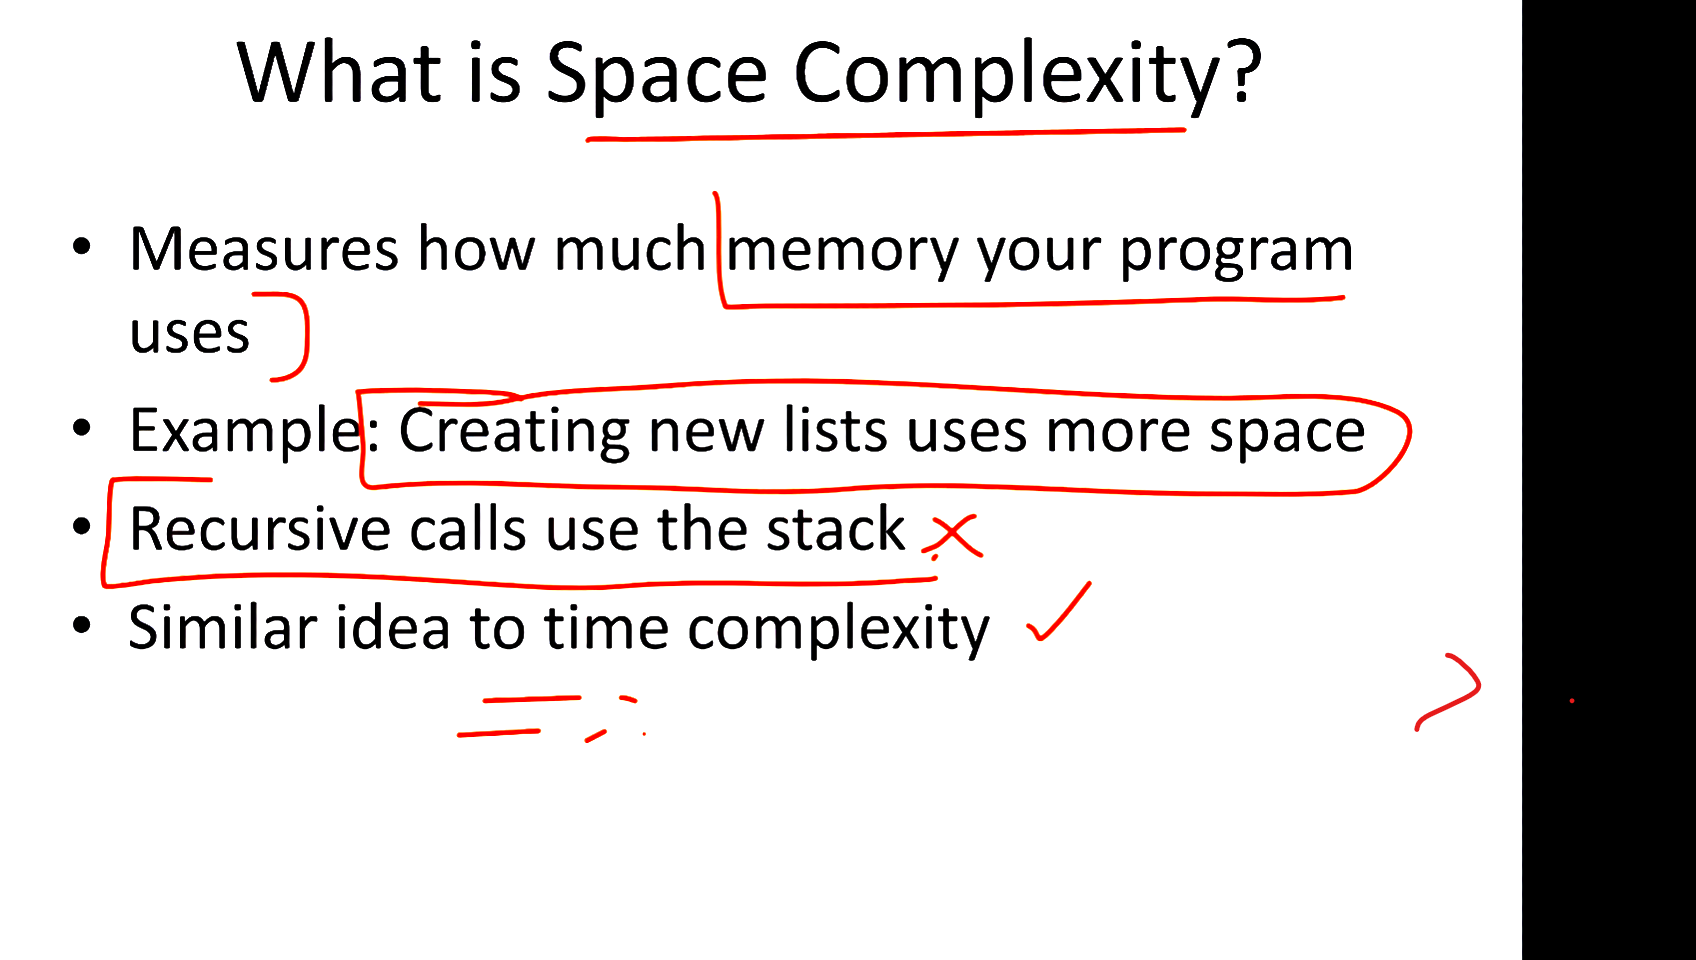 What is Space Complexity?
• Measures how much memory your program
uses
• Example: Creating new lists uses more space
• Recursive calls use the stack
• Similar idea to time complexity